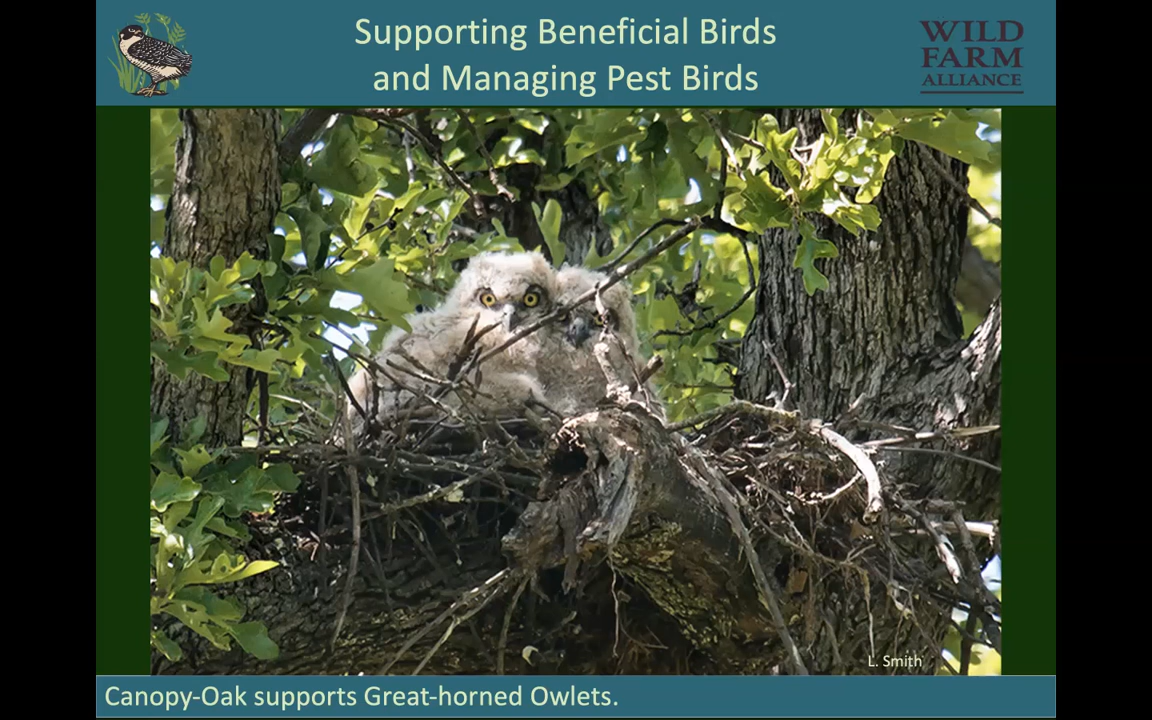 Supporting Beneficial Birds
and Managing Pest Birds
WILD
FARM
ALLIANCE
L. Smith
Canopy-Oak supports Great-horned Owlets.